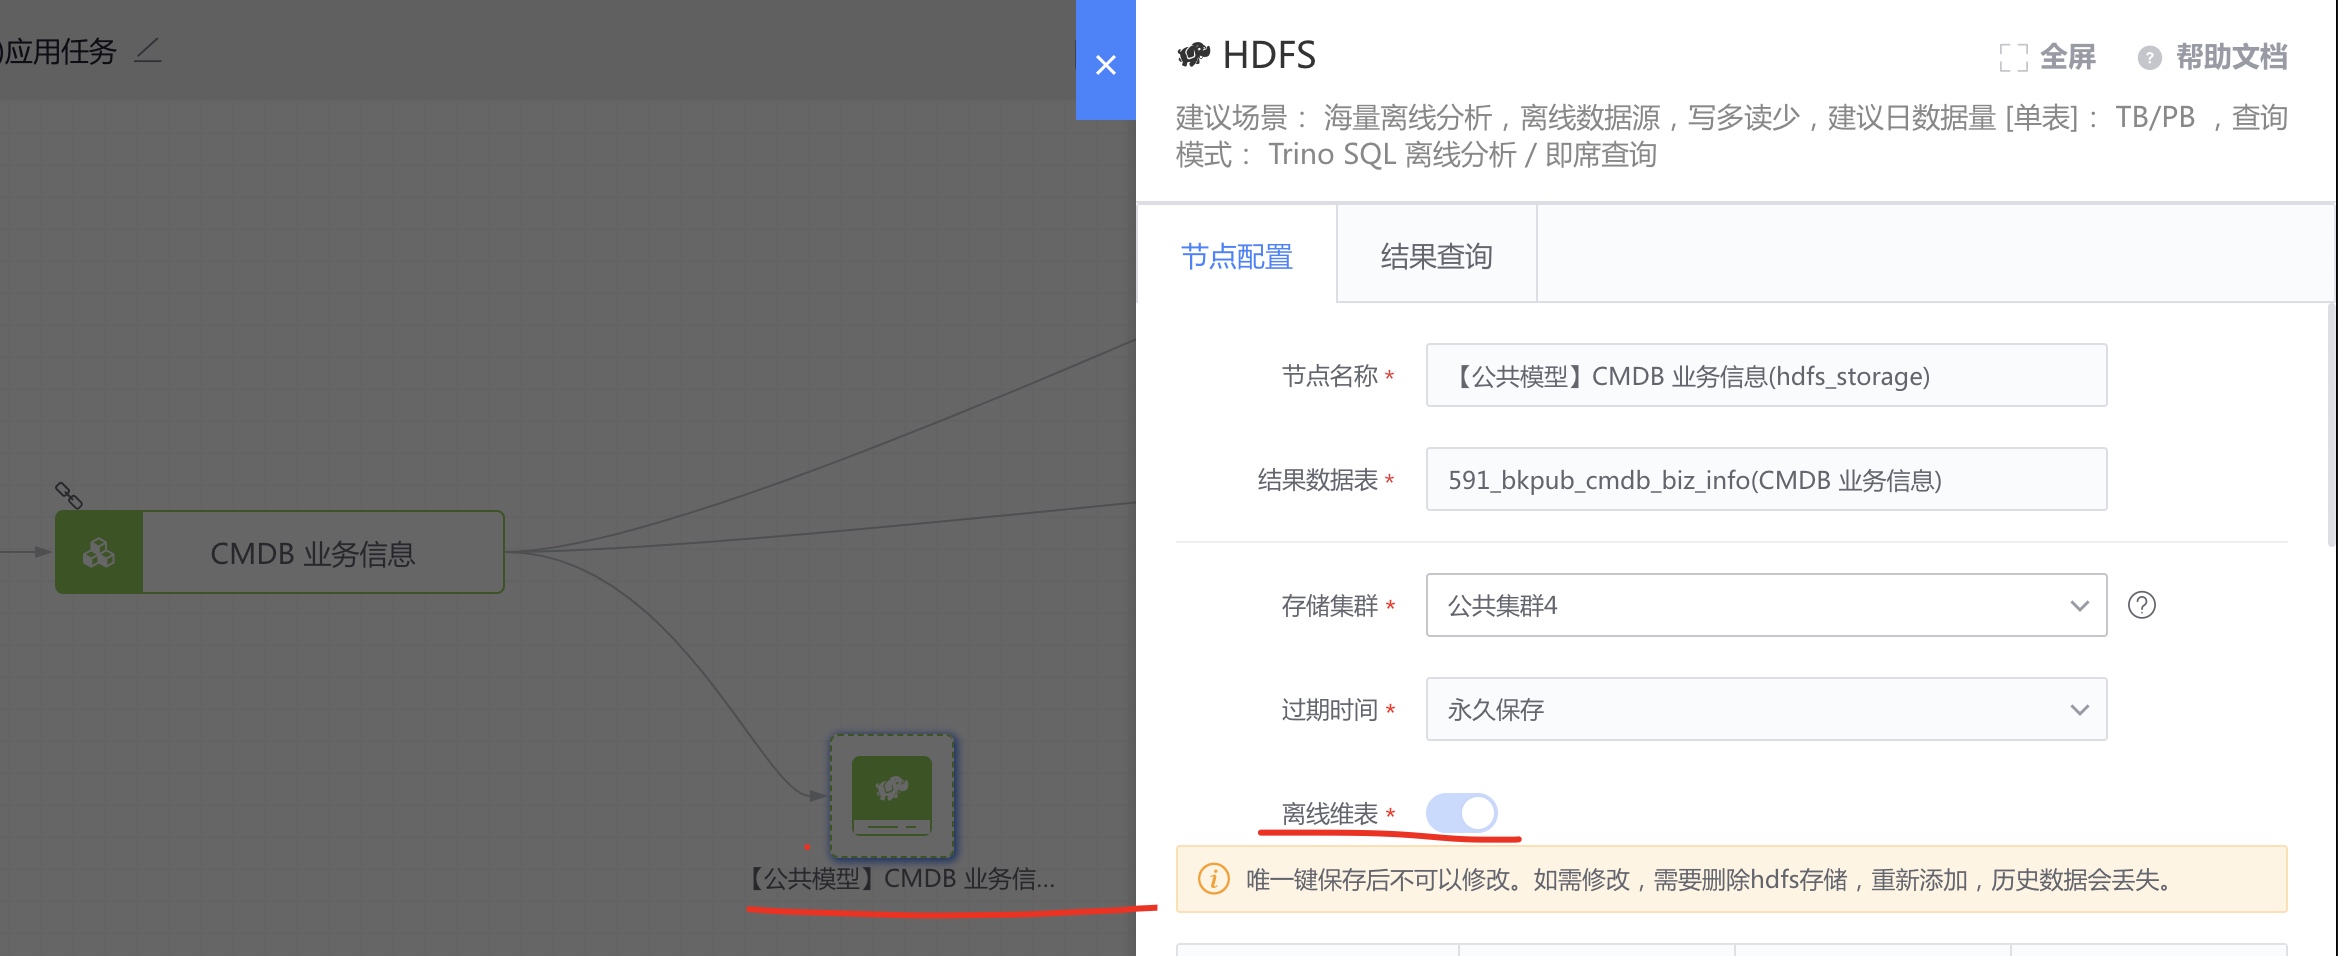 )应用任务
CMDB 业务信息
【公共模型】CMDB 业务信...
HDFS
全屏
帮助文档
建议场景： 海量离线分析，离线数据源，写多读少，建议日数据量 [单表]： TB/PB ，查询
模式： Trino SQL 离线分析 / 即席查询
节点配置
结果查询
节点名称 *
【公共模型】CMDB 业务信息(hdfs_storage)
结果数据表 *
591_bkpub_cmdb_biz_info(CMDB 业务信息)
存储集群 *
公共集群4
过期时间 *
永久保存
离线维表 *
唯一键保存后不可以修改。如需修改，需要删除hdfs存储，重新添加，历史数据会丢失。